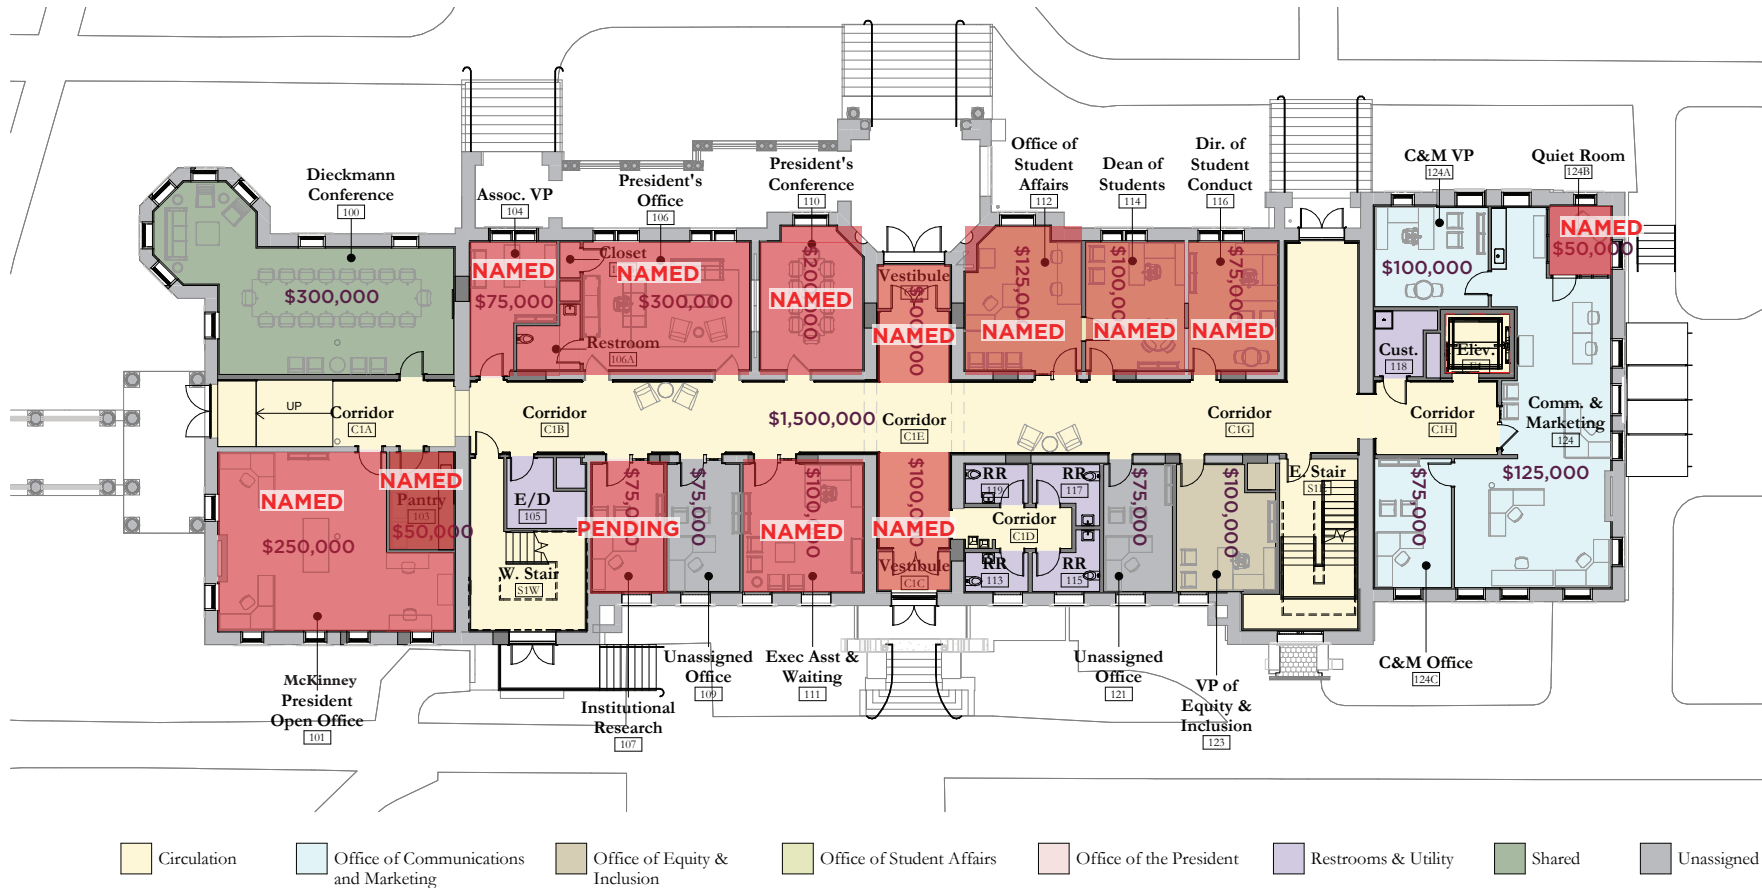 Dieckmann
Conference
100
$300,000
Assoc. VP
104
NAMED
$75,000
President's
Office
106
Closet
NAMED
$300,000
Restroom
106A
President's
Conference
110
NAMED
Vestibule
NAMED
Office of
Student
Affairs
112
$125,000
NAMED
Dean of
Students
114
$100,000
NAMED
Dir. of
Student
Conduct
116
$75,000
NAMED
C&M VP
124A
$100,000
Quiet Room
124B
NAMED
$50,000
Cust.
118
Elev.
UP
Corridor
C1A
Corridor
C1B
$1,500,000
Corridor
C1E
Corridor
C1G
Corridor
C1H
Comm. &
Marketing
124
$125,000
NAMED
$250,000
NAMED
Pantry
103
$50,000
E/D
105
W. Stair
S1W
$75,000
PENDING
$75,000
$100,000
NAMED
$100,000
NAMED
Vestibule
C1C
RR
119
RR
117
Corridor
C1D
RR
113
RR
115
$75,000
$100,000
E. Stair
$75,000
McKinney
President
Open Office
101
Institutional
Research
107
Unassigned
Office
109
Exec Asst &
Waiting
111
Unassigned
Office
121
VP of
Equity &
Inclusion
123
C&M Office
124C
Circulation
Office of Communications
and Marketing
Office of Equity &
Inclusion
Office of Student Affairs
Office of the President
Restrooms & Utility
Shared
Unassigned